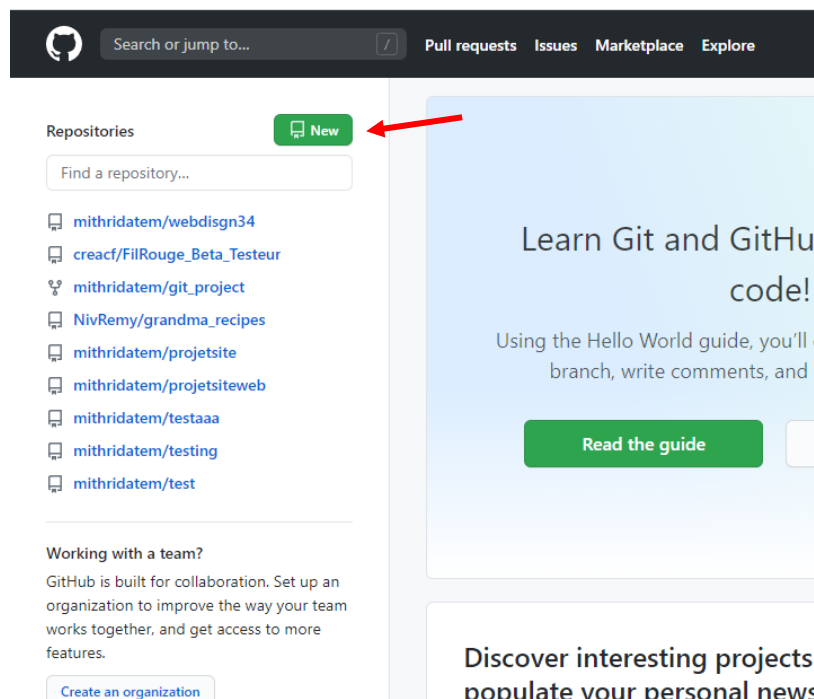 Search or jump to...
/
Pull requests Issues Marketplace Explore
Repositories
New
Find a repository...
mithridatem/webdisgn34
creacf/FilRouge_Beta_Testeur
mithridatem/git_project
NivRemy/grandma_recipes
mithridatem/projetsite
mithridatem/projetsiteweb
mithridatem/testaaa
mithridatem/testing
mithridatem/test
Working with a team?
GitHub is built for collaboration. Set up an
organization to improve the way your team
works together, and get access to more
features.
Create an organization
Learn Git and GitHu
code!
Using the Hello World guide, you'll
branch, write comments, and
Read the guide
Discover interesting projects
populate your personal news